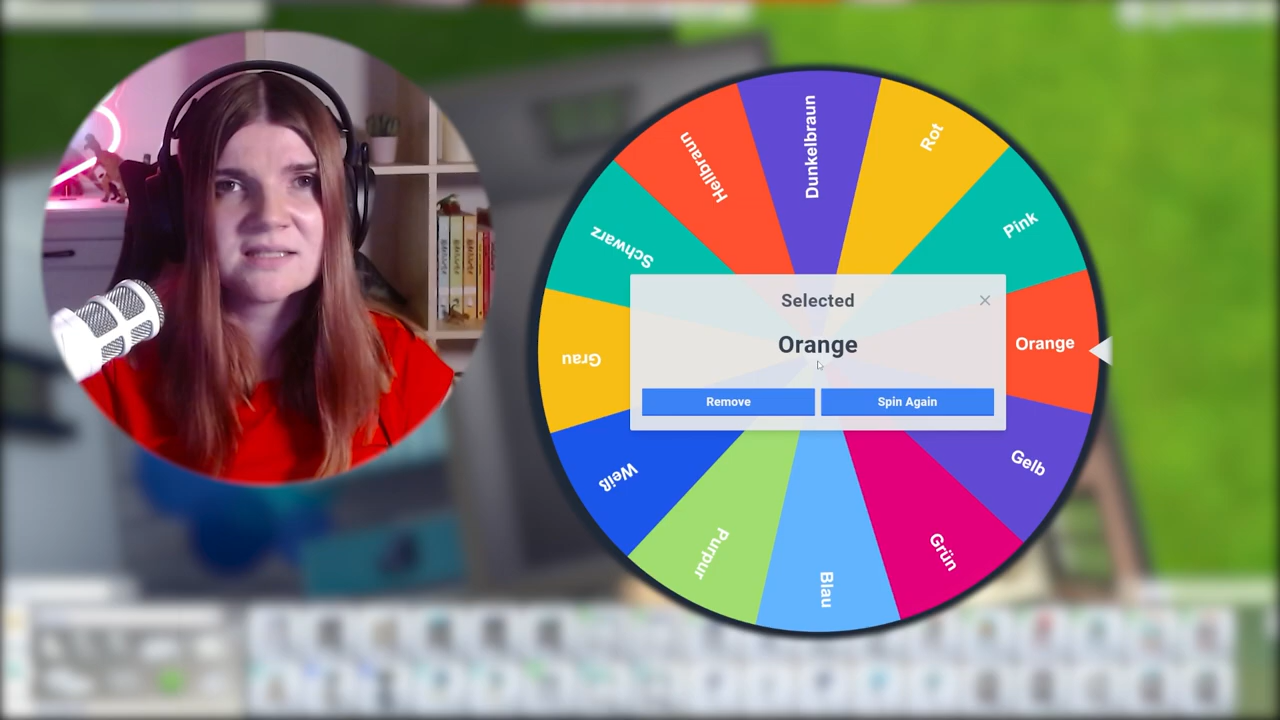 Dunkelbraun
Rot
Hellbraun
Pink
Schwarz
Selected
Orange
Orange
Grau
Remove
Spin Again
Gelb
Weiß
Purpur
Grün
Blau